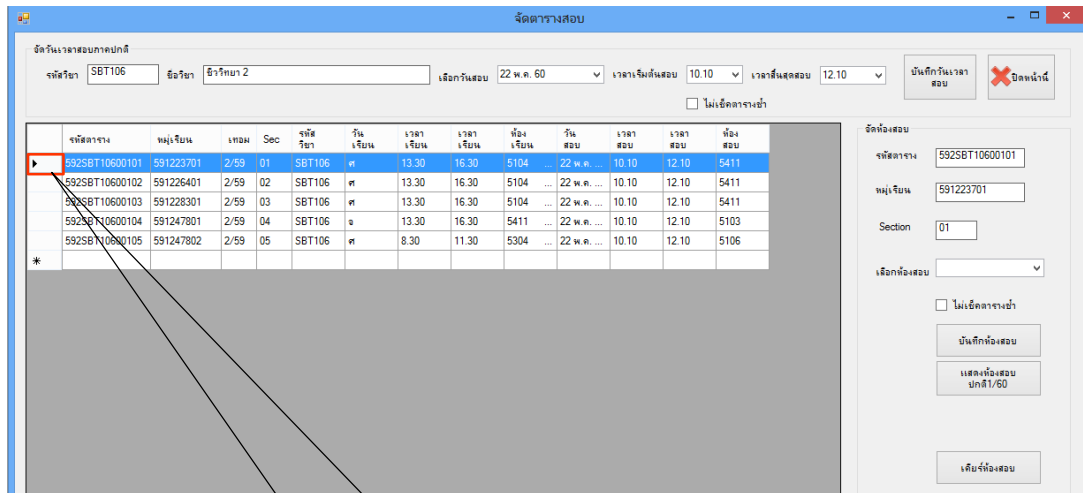 จัดตารางสอบ
จัดวันเวลาสอบภาคปกติ
รหัสวิชา SBT106 ชื่อวิชา ชีววิทยา 2 เลือกวันสอบ 22 พ.ค. 60 เวลาเริ่มต้นสอบ 10.10 เวลาสิ้นสุดสอบ 12.10 บันทึกวันเวลาสอบ ปิดหน้านี้
ไม่เช็คตารางซ้ำ
รหัสตาราง หมู่เรียน เทอม Sec รหัสวิชา วันเรียน เวลาเรียน เวลาเรียน ห้องเรียน วันสอบ เวลาสอบ เวลาสอบ ห้องสอบ
592SBT10600101 591223701 2/59 01 SBT106 ศ 13.30 16.30 5104 ... 22 พ.ค. ... 10.10 12.10 5411
592SBT10600102 591226401 2/59 02 SBT106 ศ 13.30 16.30 5104 ... 22 พ.ค. ... 10.10 12.10 5411
592SBT10600103 591228301 2/59 03 SBT106 ศ 13.30 16.30 5104 ... 22 พ.ค. ... 10.10 12.10 5411
592SBT10600104 591247801 2/59 04 SBT106 จ 13.30 16.30 5411 ... 22 พ.ค. ... 10.10 12.10 5103
592SBT10600105 591247802 2/59 05 SBT106 ศ 8.30 11.30 5304 ... 22 พ.ค. ... 10.10 12.10 5106
จัดห้องสอบ
รหัสตาราง 592SBT10600101
หมู่เรียน 591223701
Section 01
เลือกห้องสอบ
ไม่เช็คตารางซ้ำ
บันทึกห้องสอบ
แสดงห้องสอบ
ปกติ1/60
เคียร์ห้องสอบ